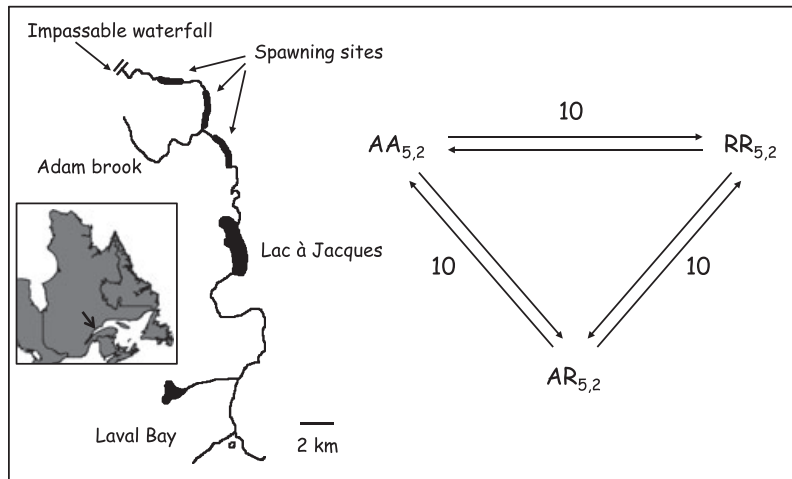 Impassable waterfall
Spawning sites
Adam brook
Lac à Jacques
Laval Bay
2 km
10
AA5,2
RR5,2
10
10
AR5,2